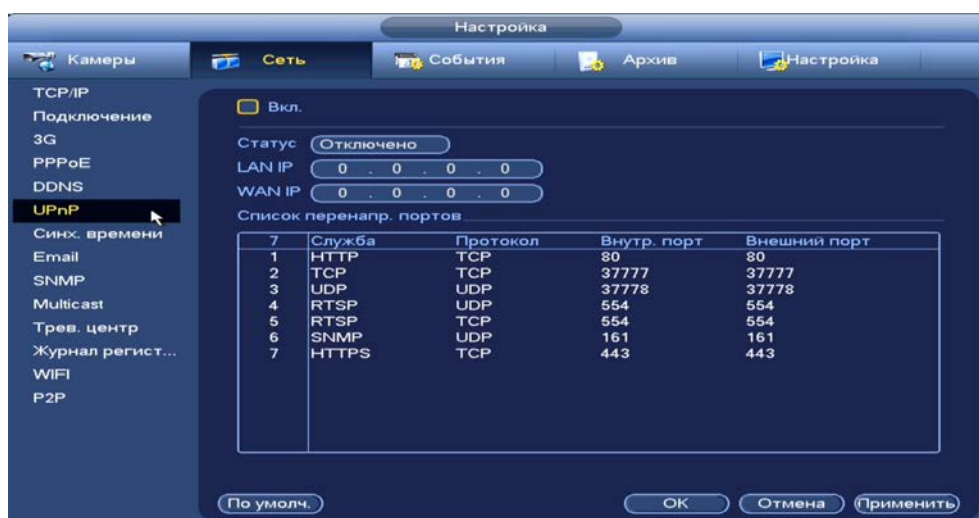 Настройка
Камеры Сеть События Архив Настройка
TCP/IP
Подключение
3G
PPPoE
DDNS
UPnP
Синх. времени
Email
SNMP
Multicast
Трев. центр
Журнал регист...
WIFI
P2P
Вкл.
Статус Отключено
LAN IP 0 . 0 . 0 . 0
WAN IP 0 . 0 . 0 . 0
Список перенапр. портов
7 Служба Протокол Внутр. порт Внешний порт
1 HTTP TCP 80 80
2 TCP TCP 37777 37777
3 UDP UDP 37778 37778
4 RTSP UDP 554 554
5 RTSP TCP 554 554
6 SNMP UDP 161 161
7 HTTPS TCP 443 443
По умолч. OK Отмена Применить